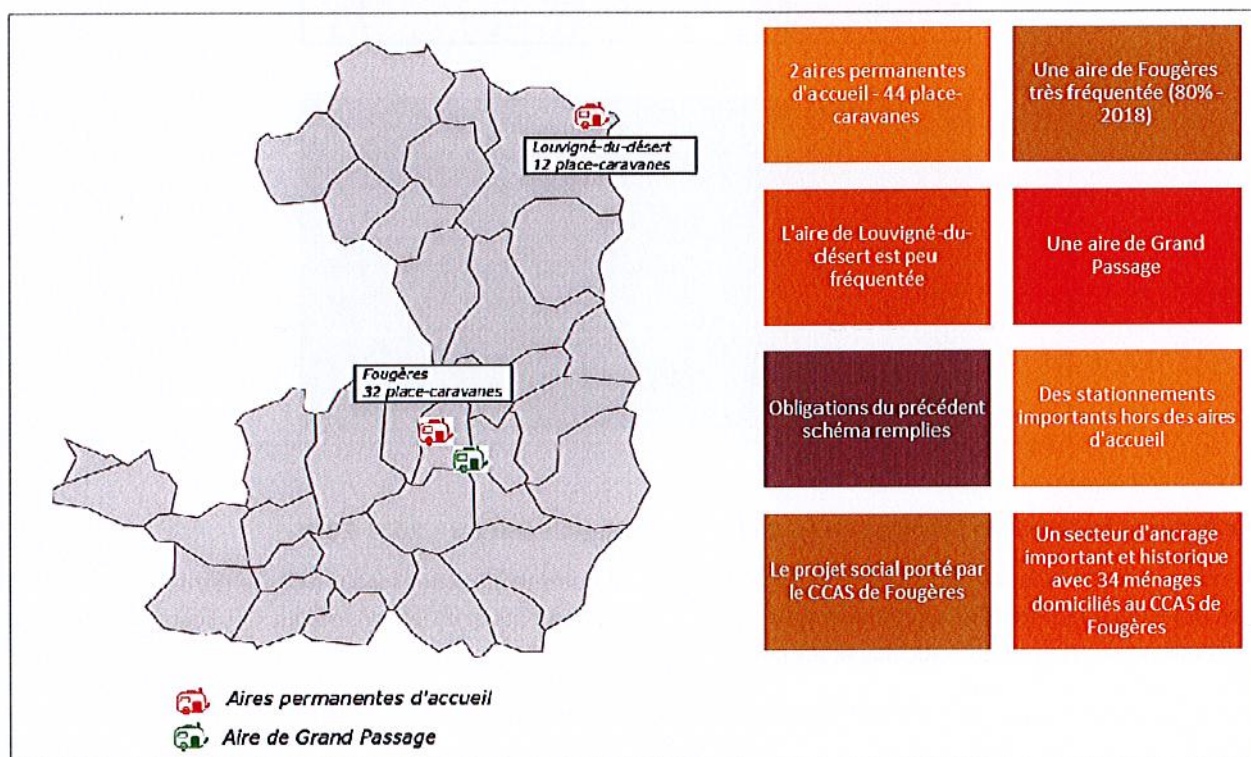 Louvigné-du-désert
12 place-caravanes
Fougères
32 place-caravanes
Aires permanentes d'accueil
Aire de Grand Passage
2 aires permanentes
d'accueil - 44 place-
caravanes
Une aire de Fougères
très fréquentée (80% -
2018)
L'aire de Louvigné-du-
désert est peu
fréquentée
Une aire de Grand
Passage
Obligations du précédent
schéma remplies
Des stationnements
importants hors des aires
d'accueil
Le projet social porté par
le CCAS de Fougères
Un secteur d'ancrage
important et historique
avec 34 ménages
domiciliés au CCAS de
Fougères